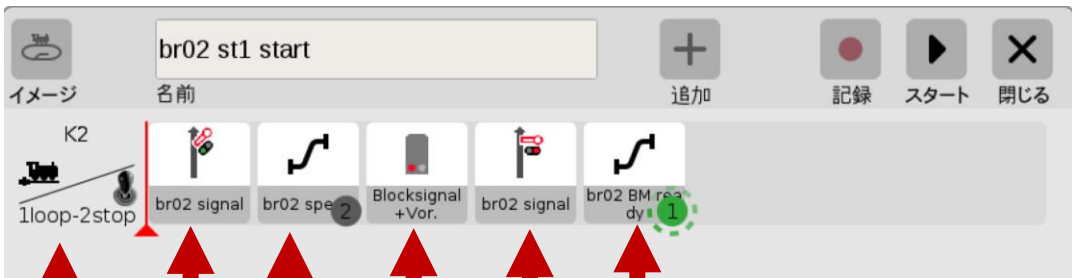 br02 st1 start
イメージ
名前
追加
記録
スタート
閉じる
K2
1loop-2stop
br02 signal
br02 spe
2
Blocksignal
+Vor.
br02 signal
br02 BM rea
dy
1